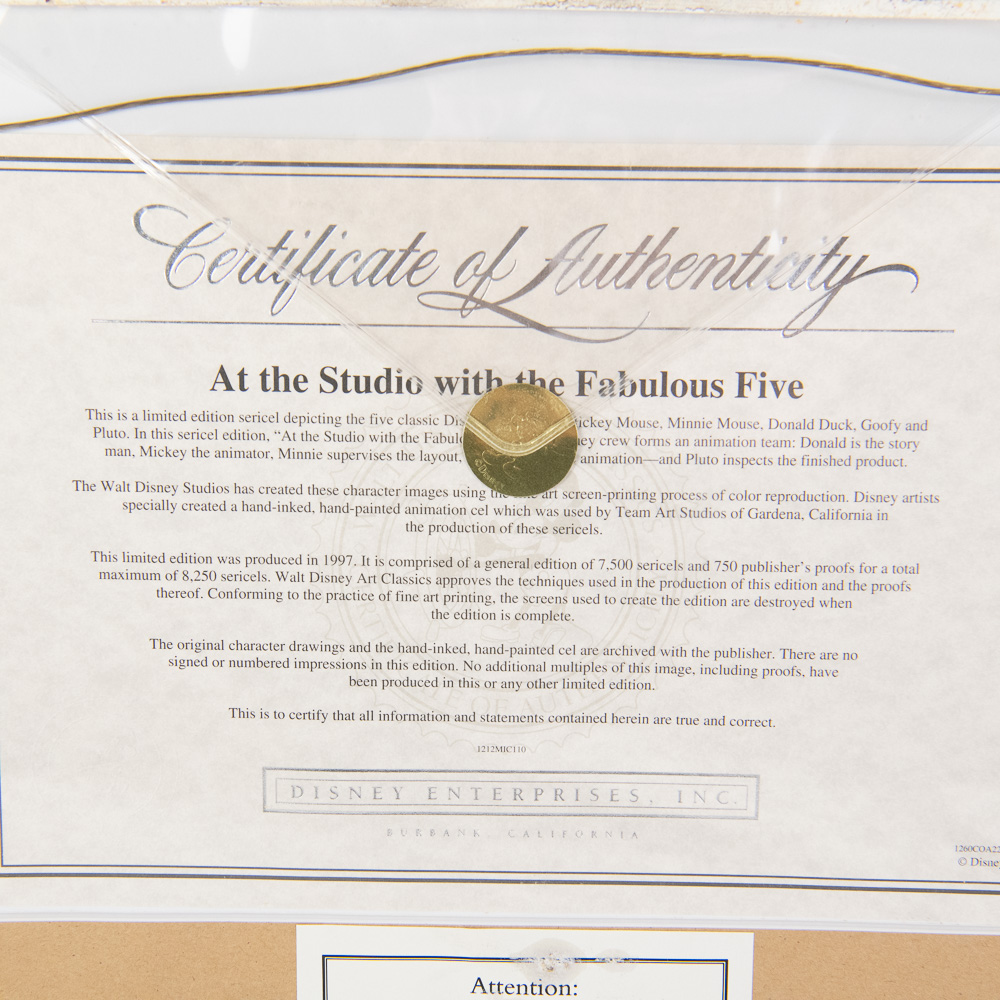 Certificate of Authenticity
At the Studio with the Fabulous Five
This is a limited edition sericel depicting the five classic Dis ickey Mouse, Minnie Mouse, Donald Duck, Goofy and
Pluto. In this sericel edition, “At the Studio with the Fabul ey crew forms an animation team: Donald is the story
man, Mickey the animator, Minnie supervises the layout, animation—and Pluto inspects the finished product.
The Walt Disney Studios has created these character images using the fine art screen-printing process of color reproduction. Disney artists
specially created a hand-inked, hand-painted animation cel which was used by Team Art Studios of Gardena, California in
the production of these sericels.
This limited edition was produced in 1997. It is comprised of a general edition of 7,500 sericels and 750 publisher’s proofs for a total
maximum of 8,250 sericels. Walt Disney Art Classics approves the techniques used in the production of this edition and the proofs
thereof. Conforming to the practice of fine art printing, the screens used to create the edition are destroyed when
the edition is complete.
The original character drawings and the hand-inked, hand-painted cel are archived with the publisher. There are no
signed or numbered impressions in this edition. No additional multiples of this image, including proofs, have
been produced in this or any other limited edition.
This is to certify that all information and statements contained herein are true and correct.
1212MIC110
DISNEY ENTERPRISES, INC.
BURBANK, CALIFORNIA
1260COA22
© Disney
©Disney
Attention: